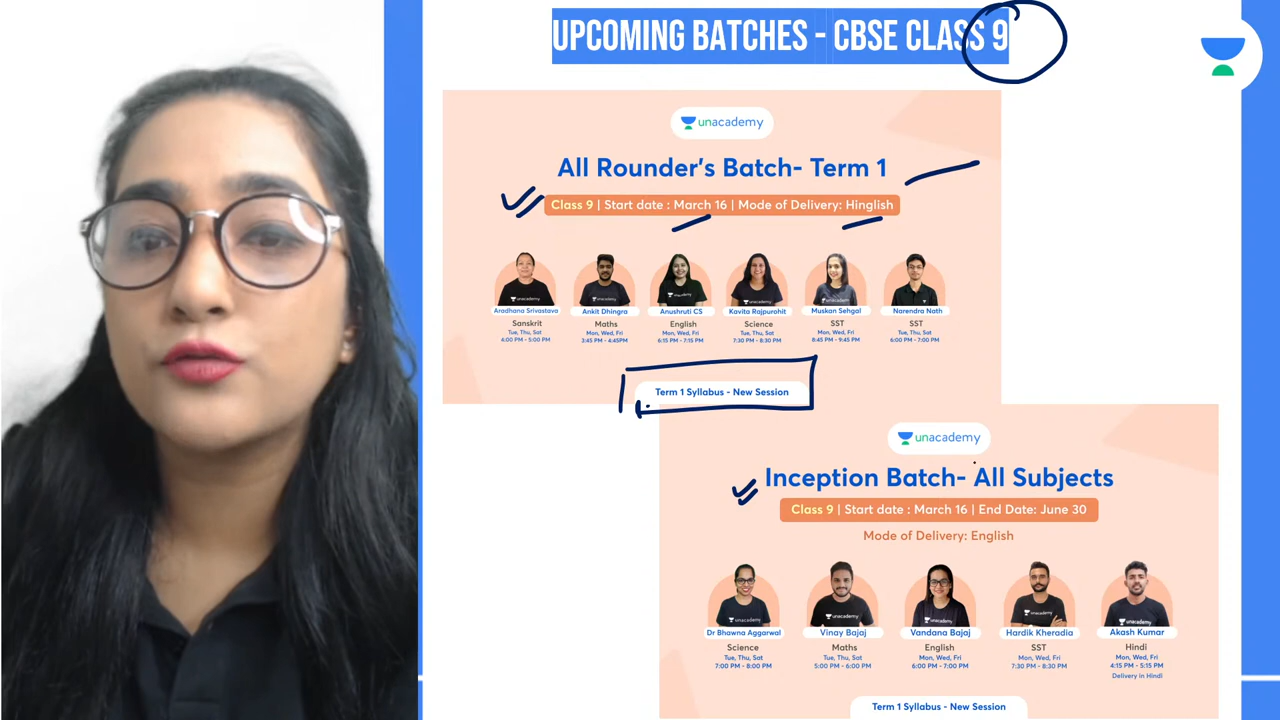 UPCOMING BATCHES - CBSE CLASS 9
unacademy
All Rounder's Batch- Term 1
Class 9 | Start date : March 16 | Mode of Delivery: Hinglish
Aradhana Srivastava
Ankit Dhingra
Anushruti CS
Kavita Rajpurohit
Muskan Sehgal
Narendra Nath
Sanskrit
Maths
English
Science
SST
SST
Tue, Thu, Sat
Mon, Wed, Fri
Mon, Wed, Fri
Tue, Thu, Sat
Mon, Wed, Fri
Tue, Thu, Sat
4:00 PM - 5:00 PM
3:45 PM - 4:45PM
6:15 PM - 7:15 PM
7:30 PM - 8:30 PM
8:45 PM - 9:45 PM
6:00 PM - 7:00 PM
Term 1 Syllabus - New Session
unacademy
Inception Batch- All Subjects
Class 9 | Start date : March 16 | End Date: June 30
Mode of Delivery: English
Dr Bhawna Aggarwal
Vinay Bajaj
Vandana Bajaj
Hardik Kheradia
Akash Kumar
Science
Maths
English
SST
Hindi
Tue, Thu, Sat
Tue, Thu, Sat
Mon, Wed, Fri
Mon, Wed, Fri
Mon, Wed, Fri
7:00 PM - 8:00 PM
5:00 PM - 6:00 PM
6:00 PM - 7:00 PM
7:30 PM - 8:30 PM
4:15 PM - 5:15 PM
Delivery in Hindi
Term 1 Syllabus - New Session